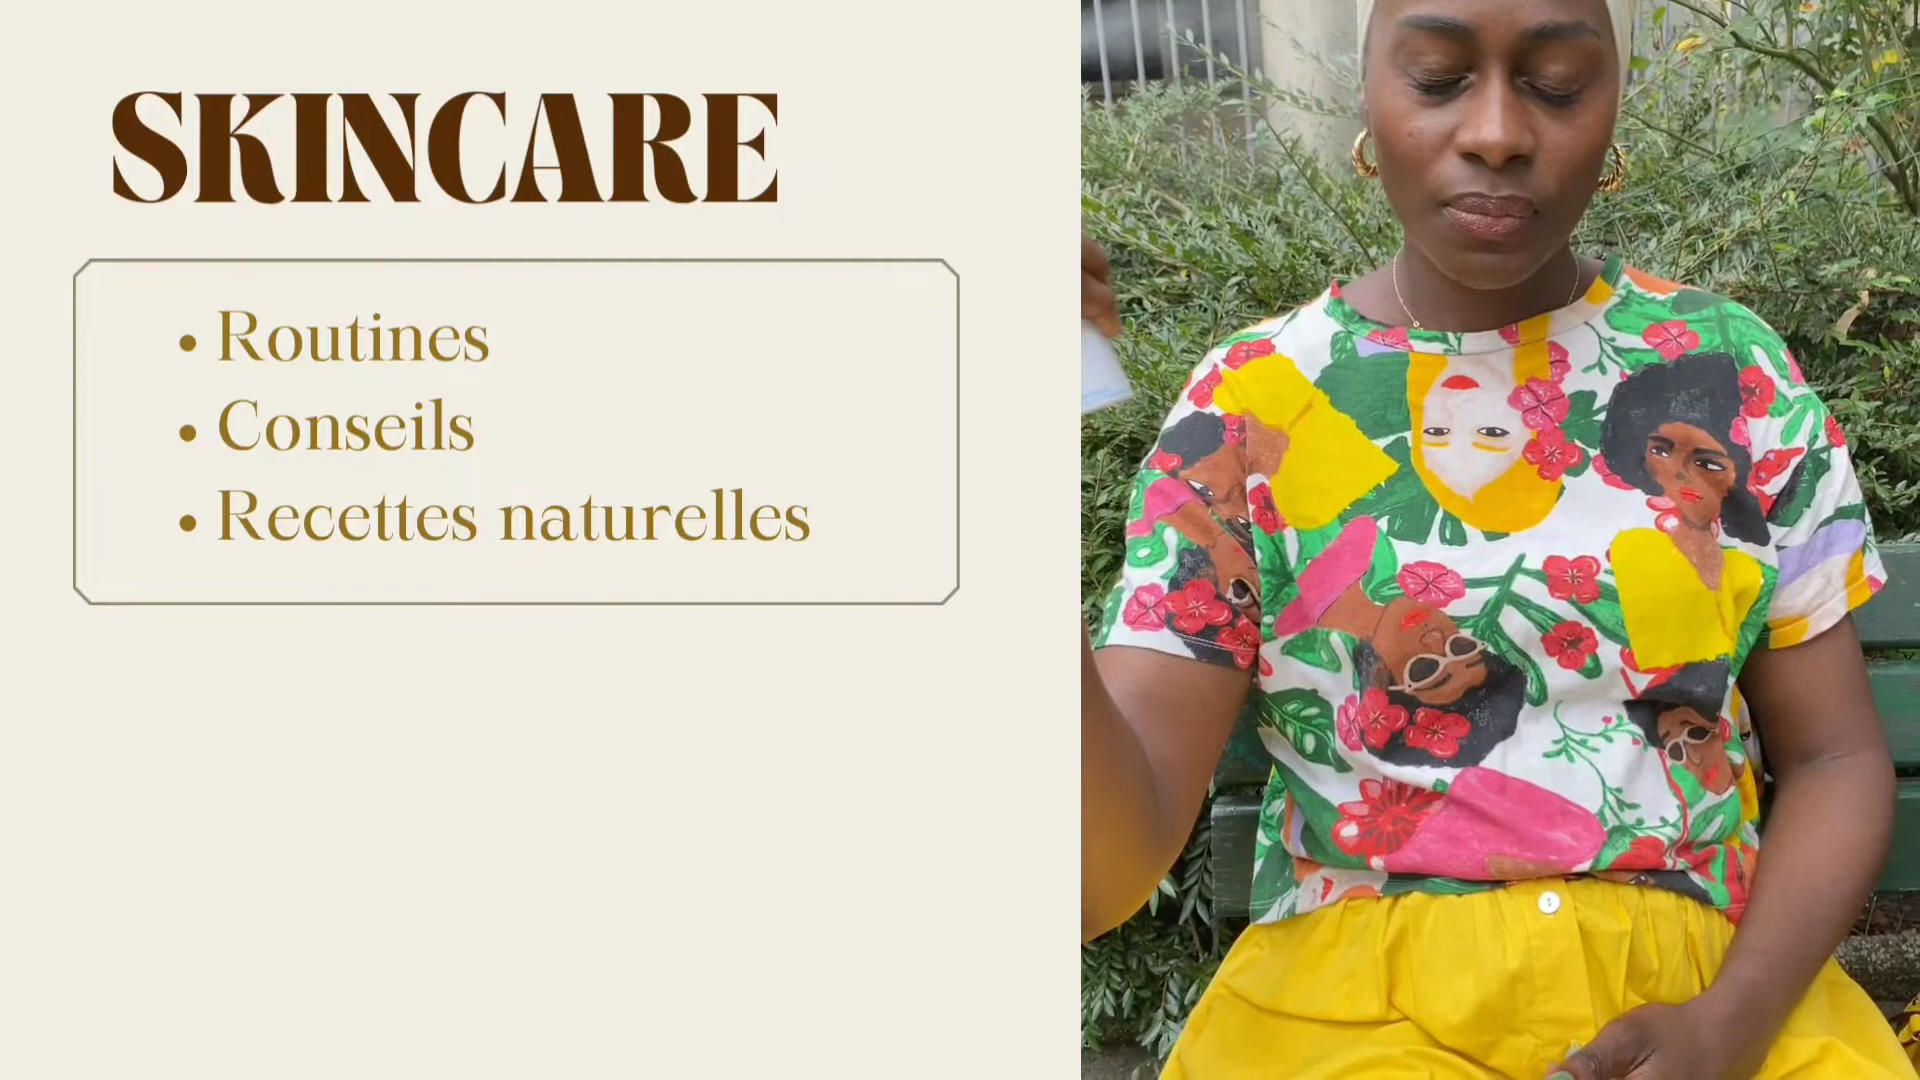 SKINCARE
• Routines
• Conseils
• Recettes naturelles